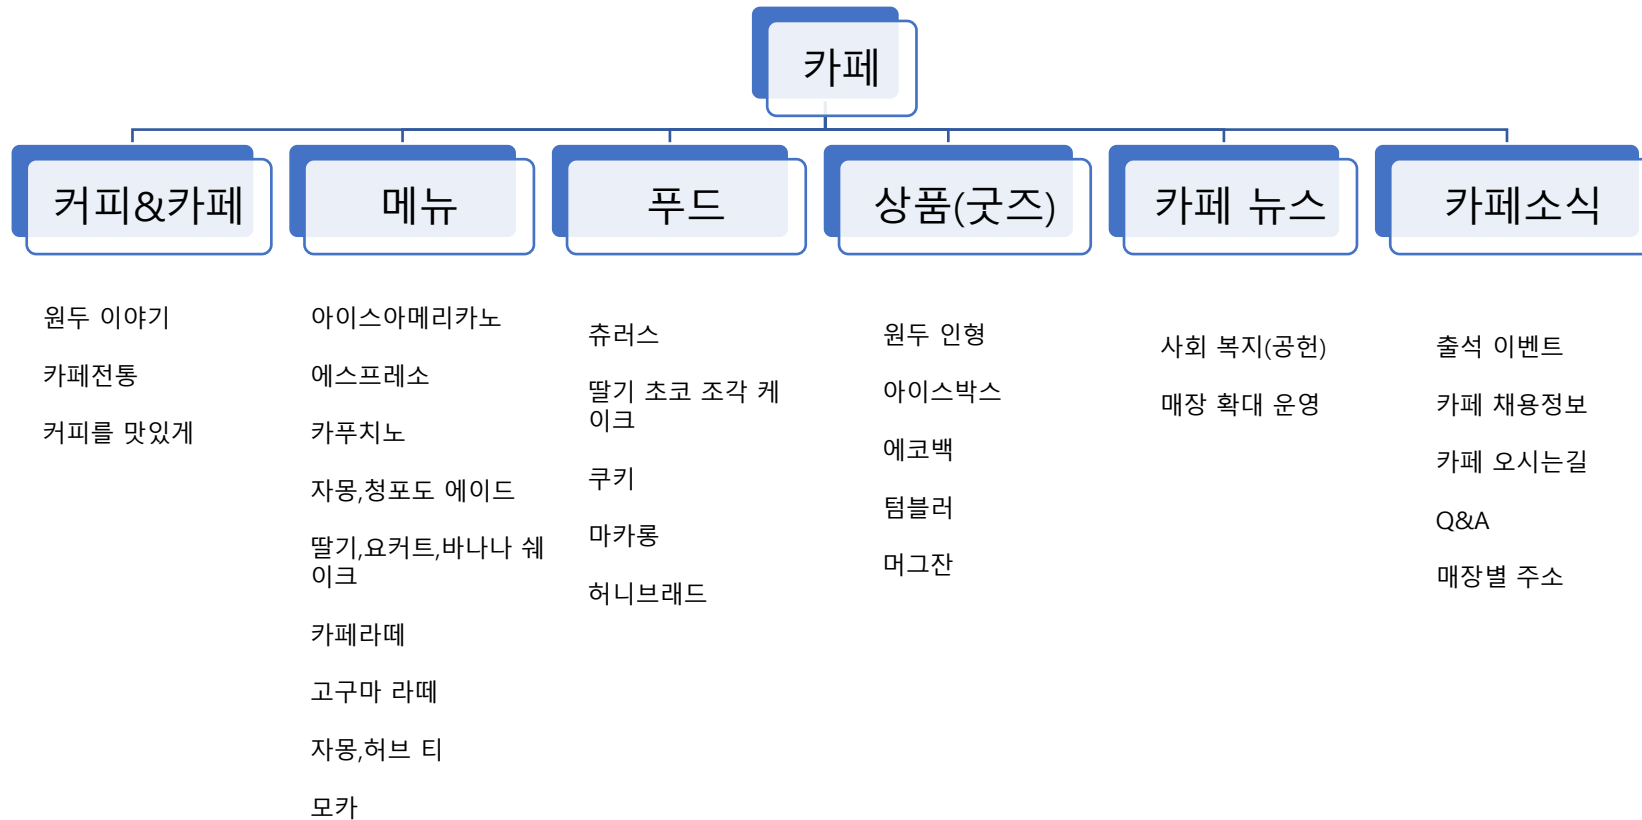 카페
커피&카페
메뉴
푸드
상품(굿즈)
카페 뉴스
카페소식
원두 이야기
카페전통
커피를 맛있게
아이스아메리카노
에스프레소
카푸치노
자몽,청포도 에이드
딸기,요커트,바나나 쉐
이크
카페라떼
고구마 라떼
자몽,허브 티
모카
츄러스
딸기 초코 조각 케
이크
쿠키
마카롱
허니브래드
원두 인형
아이스박스
에코백
텀블러
머그잔
사회 복지(공헌)
매장 확대 운영
출석 이벤트
카페 채용정보
카페 오시는길
Q&A
매장별 주소